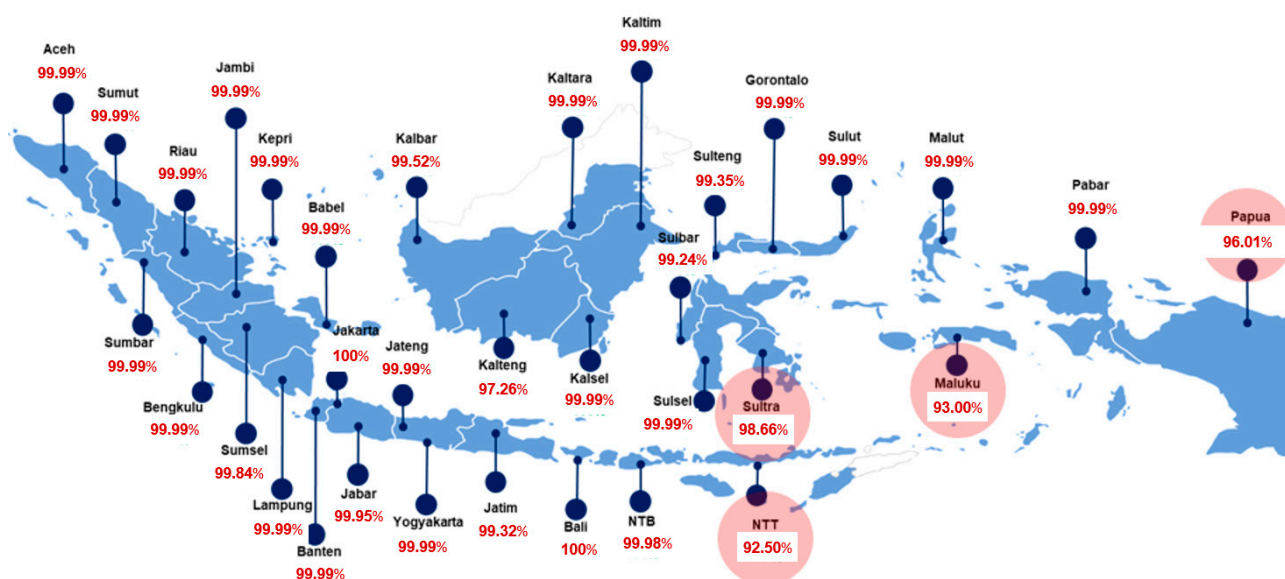 Aceh
99.99%
Sumut
99.99%
Riau
99.99%
Jambi
99.99%
Kepri
99.99%
Babel
99.99%
Kalbar
99.52%
Kaltara
99.99%
Kaltim
99.99%
Gorontalo
99.99%
Sulteng
99.35%
Sulbar
99.24%
Sulut
99.99%
Malut
99.99%
Pabar
99.99%
Papua
96.01%
Sumbar
99.99%
Bengkulu
99.99%
Sumsel
99.84%
Lampung
99.99%
Banten
99.99%
Jakarta
100%
Jabar
99.95%
Jateng
99.99%
Yogyakarta
99.99%
Jatim
99.32%
Bali
100%
NTB
99.98%
NTT
92.50%
Kalteng
97.26%
Kalsel
99.99%
Sulsel
99.99%
Sultra
98.66%
Maluku
93.00%